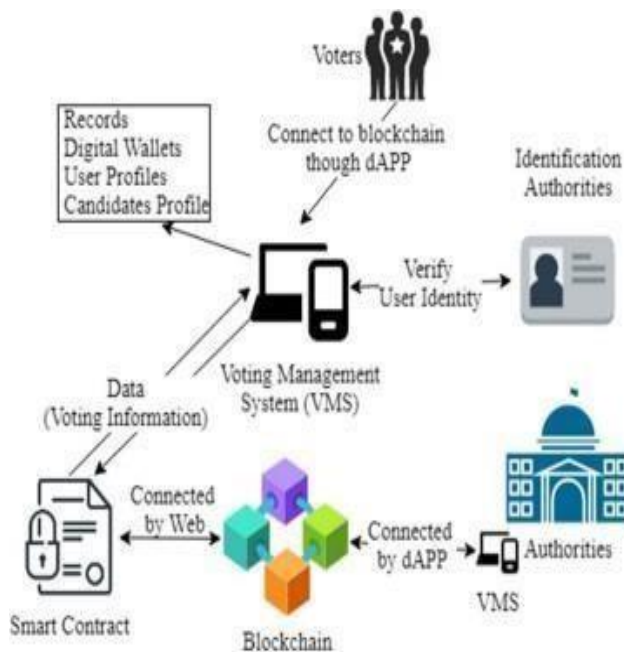 Voters
Connect to blockchain
though dAPP
Records
Digital Wallets
User Profiles
Candidates Profile
Identification
Authorities
Verify
User Identity
Voting Management
System (VMS)
Data
(Voting Information)
Connected
by Web
Connected
by dAPP
Authorities
VMS
Smart Contract
Blockchain